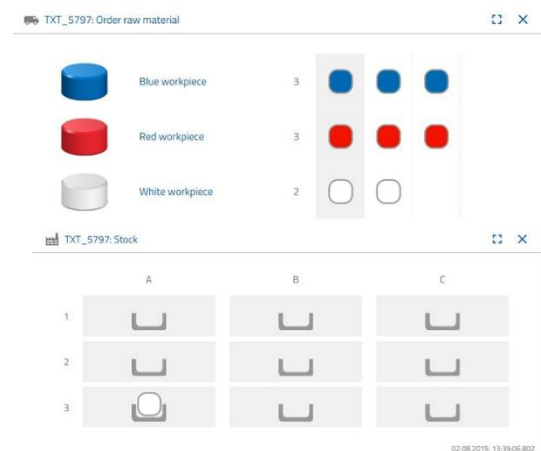 TXT_5797: Order raw material
Blue workpiece 3
Red workpiece 3
White workpiece 2
TXT_5797: Stock
A B C
1
2
3
02.08.2019, 13:39:06.802